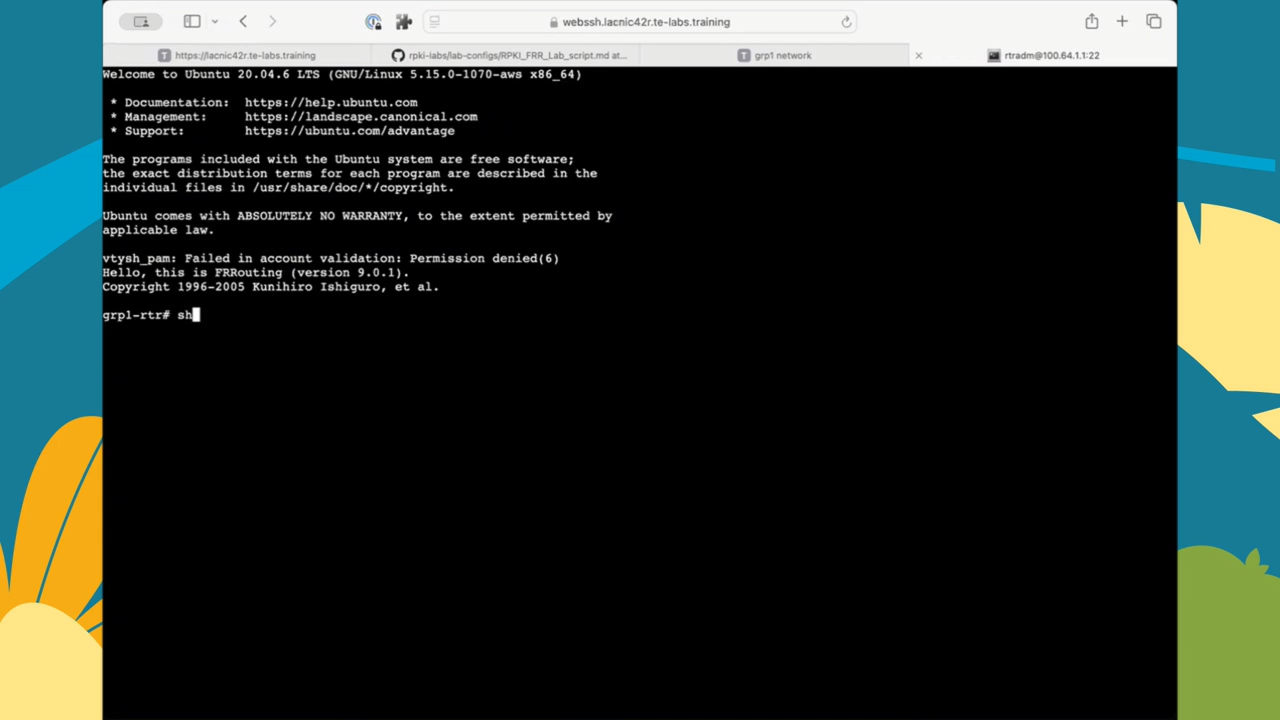 webssh.lacnic42r.te-labs.training
https://lacnic42r.te-labs.training
rpki-labs/lab-configs/RPKI_FRR_Lab_script.md at...
grp1 network
rtradm@100.64.1.1:22
Welcome to Ubuntu 20.04.6 LTS (GNU/Linux 5.15.0-1070-aws x86_64)
* Documentation: https://help.ubuntu.com
* Management: https://landscape.canonical.com
* Support: https://ubuntu.com/advantage
The programs included with the Ubuntu system are free software;
the exact distribution terms for each program are described in the
individual files in /usr/share/doc/*/copyright.
Ubuntu comes with ABSOLUTELY NO WARRANTY, to the extent permitted by
applicable law.
vtysh_pam: Failed in account validation: Permission denied(6)
Hello, this is FRRouting (version 9.0.1).
Copyright 1996-2005 Kunihiro Ishiguro, et al.
grp1-rtr# sh